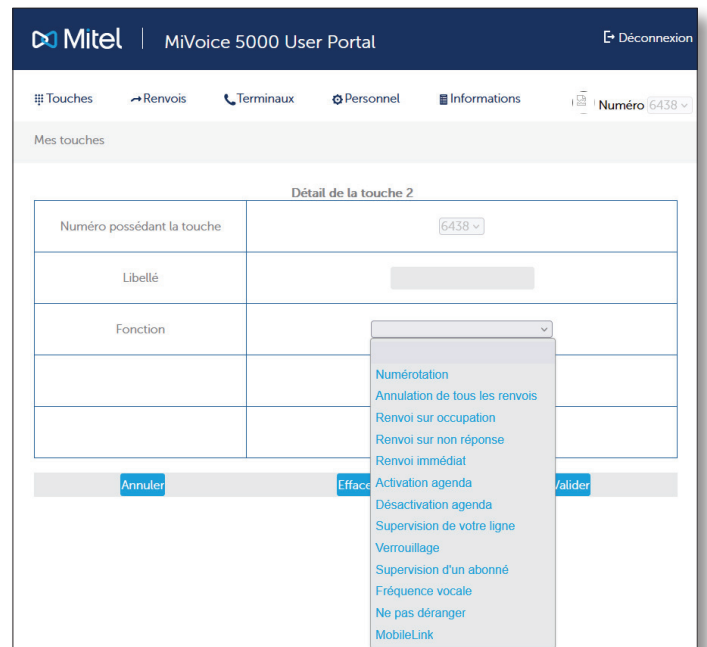 Mitel | MiVoice 5000 User Portal Déconnexion
Touches Renvois Terminaux Personnel Informations Numéro 6438
Mes touches
Détail de la touche 2
Numéro possédant la touche 6438
Libellé
Fonction
Numérotation
Annulation de tous les renvois
Renvoi sur occupation
Renvoi sur non réponse
Renvoi immédiat
Annuler Efface Activation agenda Valider
Désactivation agenda
Supervision de votre ligne
Verrouillage
Supervision d'un abonné
Fréquence vocale
Ne pas déranger
MobileLink